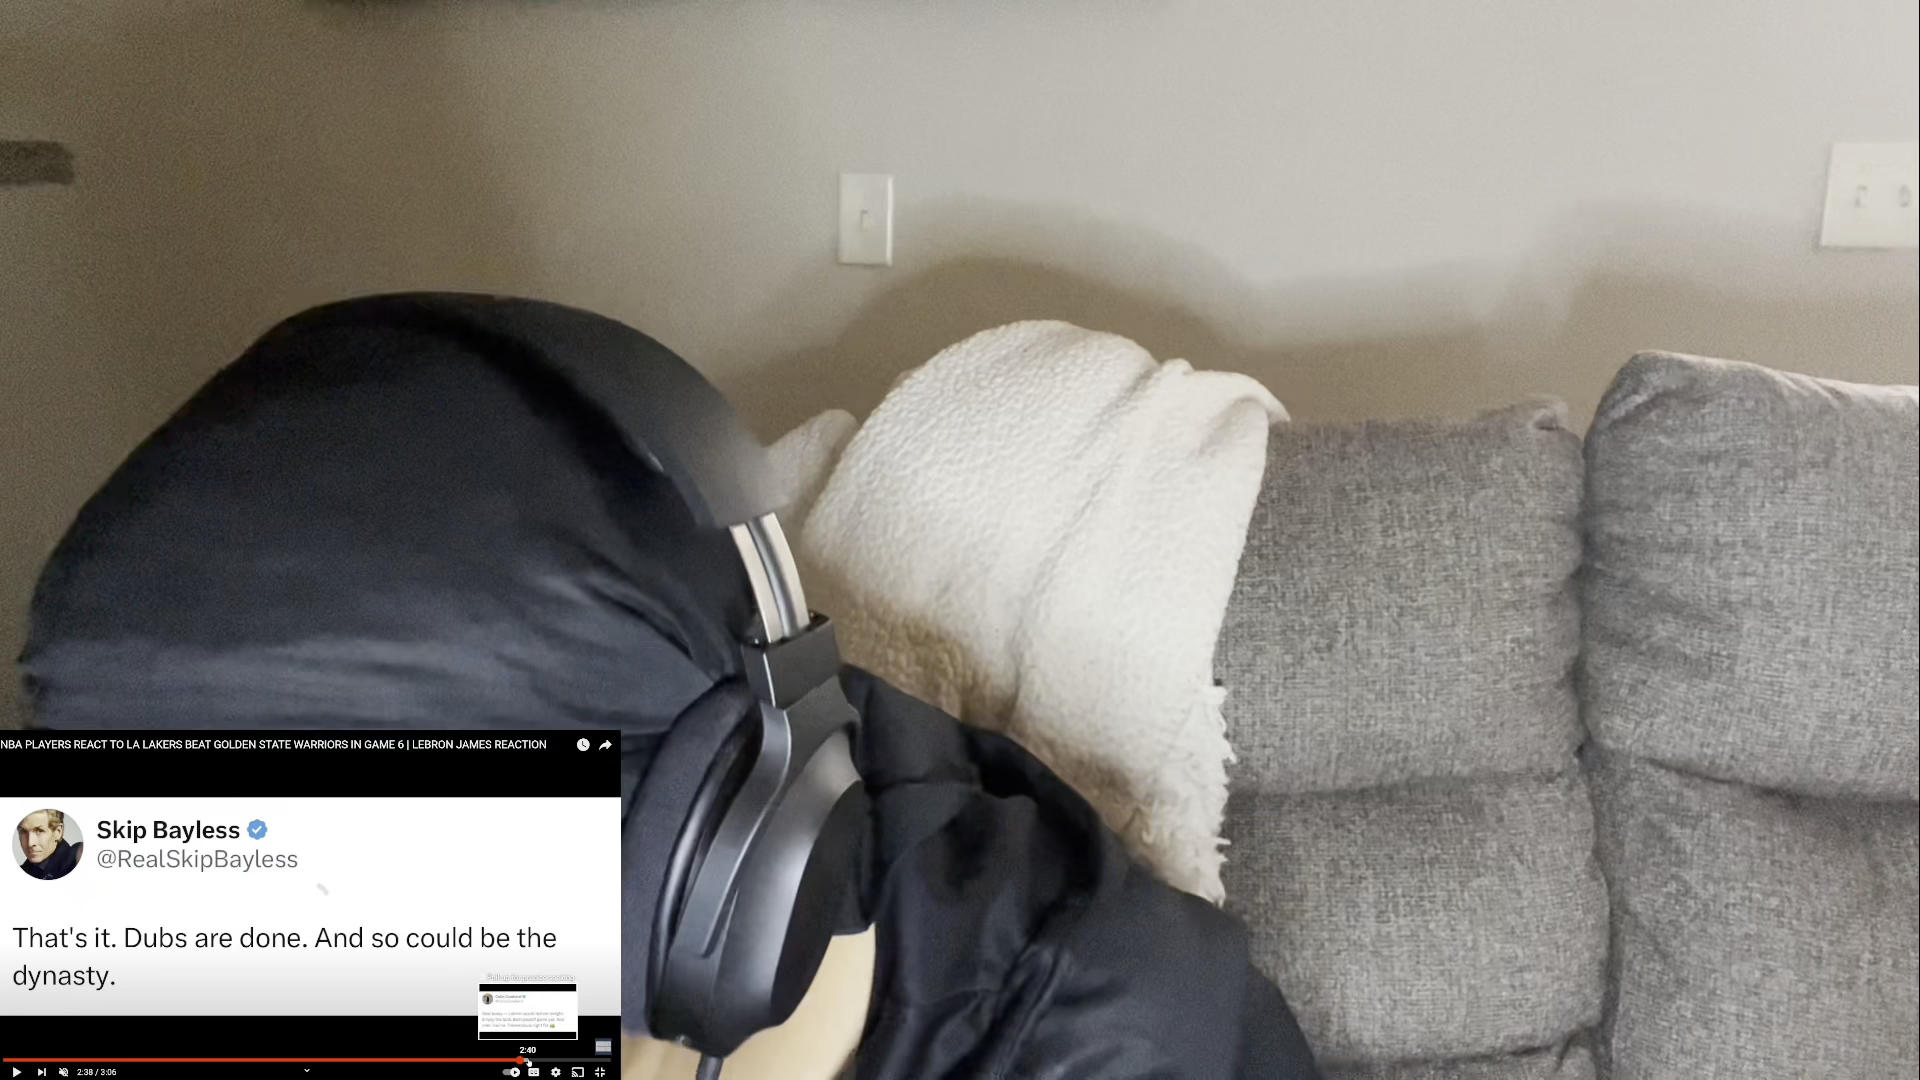 NBA PLAYERS REACT TO LA LAKERS BEAT GOLDEN STATE WARRIORS IN GAME 6 | LEBRON JAMES REACTION
Skip Bayless
@RealSkipBayless
That's it. Dubs are done. And so could be the
dynasty.
2:40
2:38 / 3:06